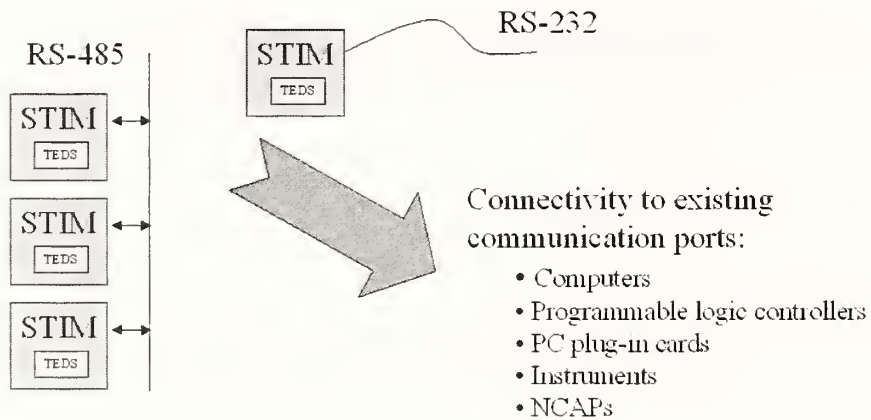 RS-232
RS-485
STIM
TEDS
STIM
TEDS
STIM
TEDS
STIM
TEDS
Connectivity to existing
communication ports:
• Computers
• Programmable logic controllers
• PC plug-in cards
• Instruments
• NCAPs